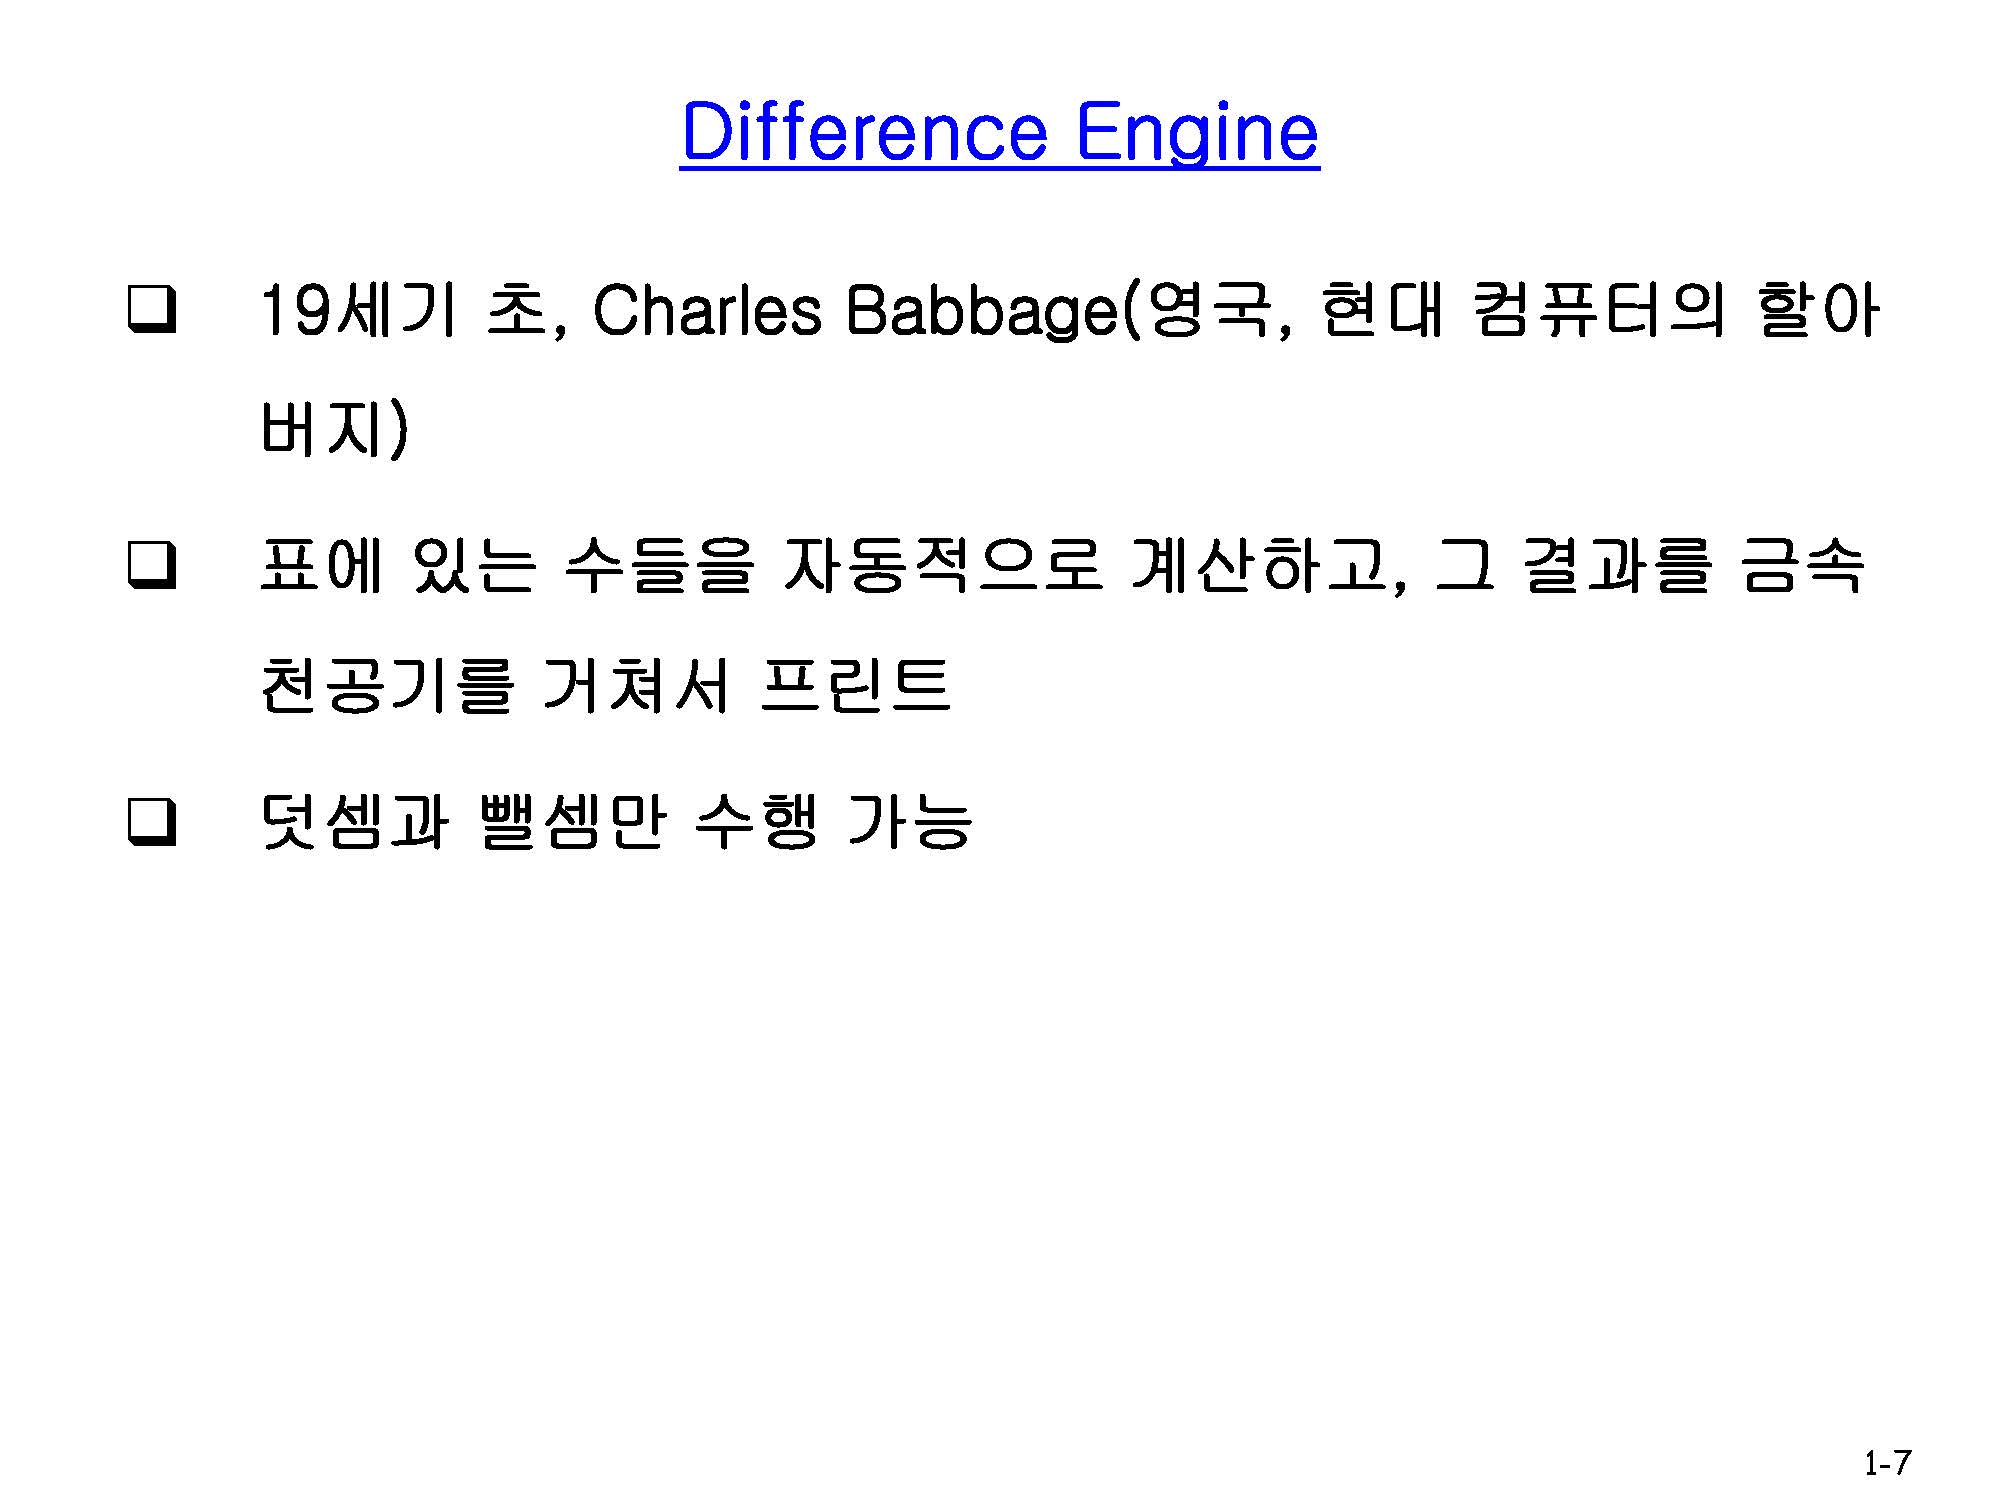 Difference Engine
❑ 19세기 초, Charles Babbage(영국, 현대 컴퓨터의 할아
버지)
❑ 표에 있는 수들을 자동적으로 계산하고, 그 결과를 금속
천공기를 거쳐서 프린트
❑ 덧셈과 뺄셈만 수행 가능
1-7